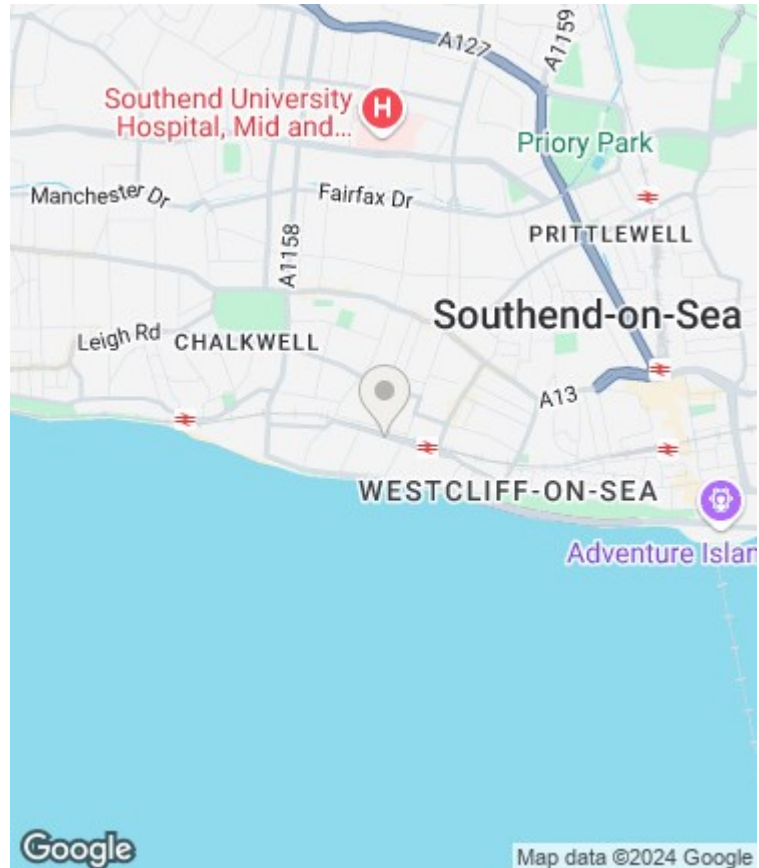 A127
A1159
Southend University
Hospital, Mid and...
H
Priory Park
Manchester Dr
Fairfax Dr
PRITTLEWELL
A1158
Southend-on-Sea
Leigh Rd
CHALKWELL
A13
WESTCLIFF-ON-SEA
Adventure Islan
Google
Map data ©2024 Google